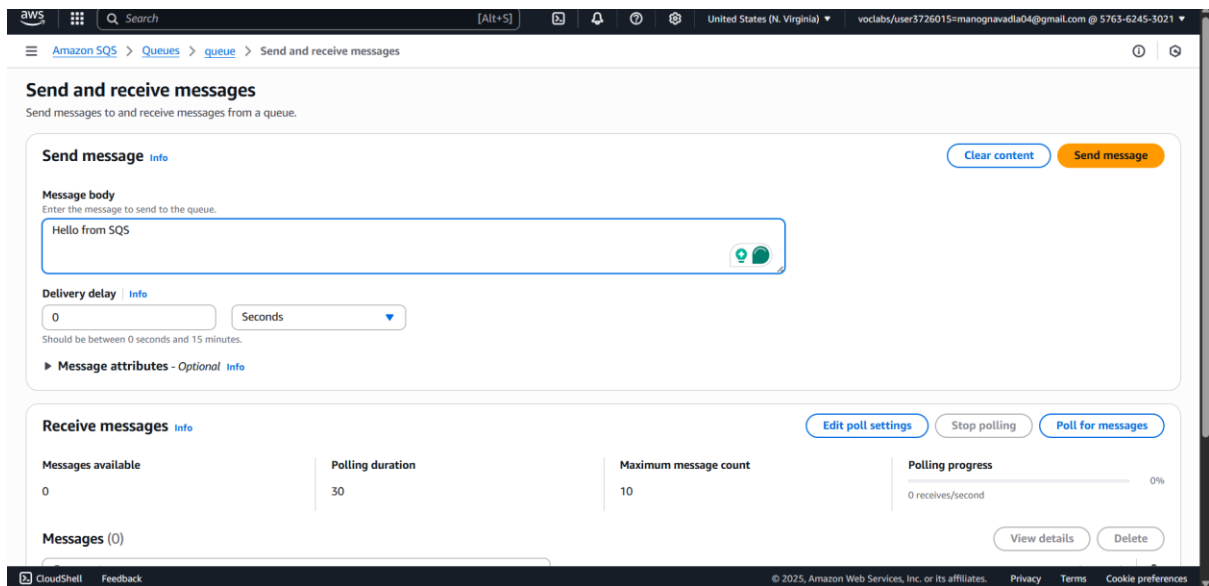 aws Search [Alt+S] United States (N. Virginia) ▼ voclabs/user3726015=manognavadla04@gmail.com @ 5763-6245-3021 ▼
Amazon SQS > Queues > queue > Send and receive messages
Send and receive messages
Send messages to and receive messages from a queue.
Send message Info Clear content Send message
Message body
Enter the message to send to the queue.
Hello from SQS
Delivery delay Info
0 Seconds
Should be between 0 seconds and 15 minutes.
Message attributes - Optional Info
Receive messages Info Edit poll settings Stop polling Poll for messages
Messages available Polling duration Maximum message count Polling progress
0 30 10 0%
0 receives/second
Messages (0) View details Delete
CloudShell Feedback © 2025, Amazon Web Services, Inc. or its affiliates. Privacy Terms Cookie preferences